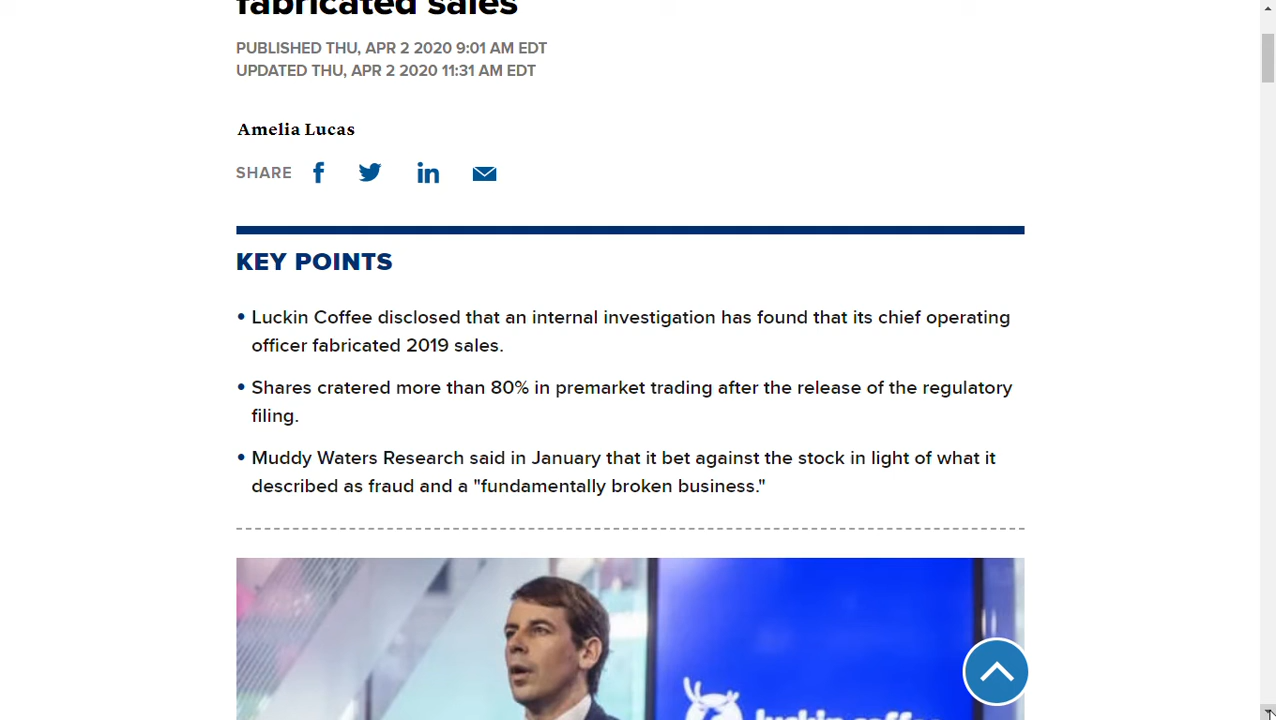 fabricated sales
PUBLISHED THU, APR 2 2020 9:01 AM EDT
UPDATED THU, APR 2 2020 11:31 AM EDT
Amelia Lucas
SHARE
KEY POINTS
• Luckin Coffee disclosed that an internal investigation has found that its chief operating
officer fabricated 2019 sales.
• Shares cratered more than 80% in premarket trading after the release of the regulatory
filing.
• Muddy Waters Research said in January that it bet against the stock in light of what it
described as fraud and a "fundamentally broken business."
luckin coffee